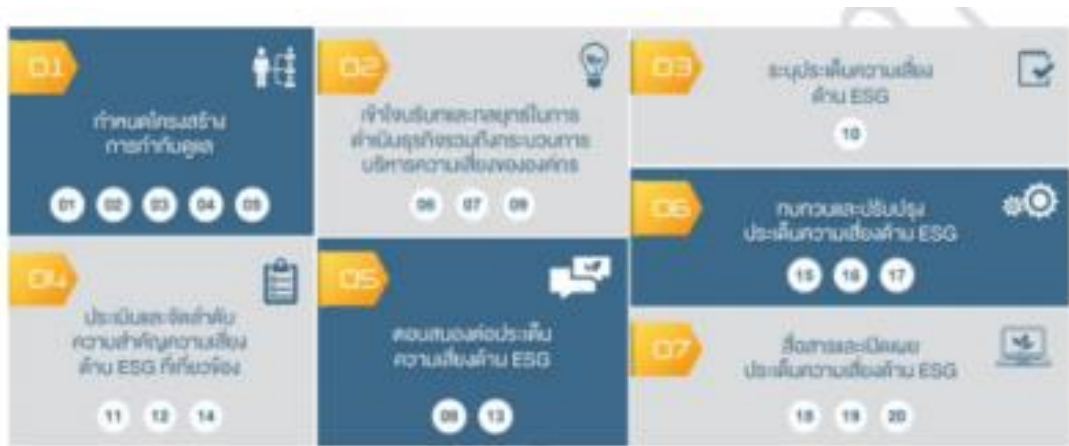 01
กำหนดโครงสร้าง
การกำกับดูแล
01 02 03 04 05
02
เข้าใจบริบทและกลยุทธ์ในการ
ดำเนินธุรกิจรวมถึงกระบวนการ
บริหารความเสี่ยงขององค์กร
06 07 09
03
ระบุประเด็นความเสี่ยง
ด้าน ESG
10
04
ประเมินและจัดลำดับ
ความสำคัญความเสี่ยง
ด้าน ESG ที่เกี่ยวข้อง
11 12 14
05
ตอบสนองต่อประเด็น
ความเสี่ยงด้าน ESG
13
06
ทบทวนและปรับปรุง
ประเด็นความเสี่ยงด้าน ESG
15 16 17
07
สื่อสารและเปิดเผย
ประเด็นความเสี่ยงด้าน ESG
18 19 20